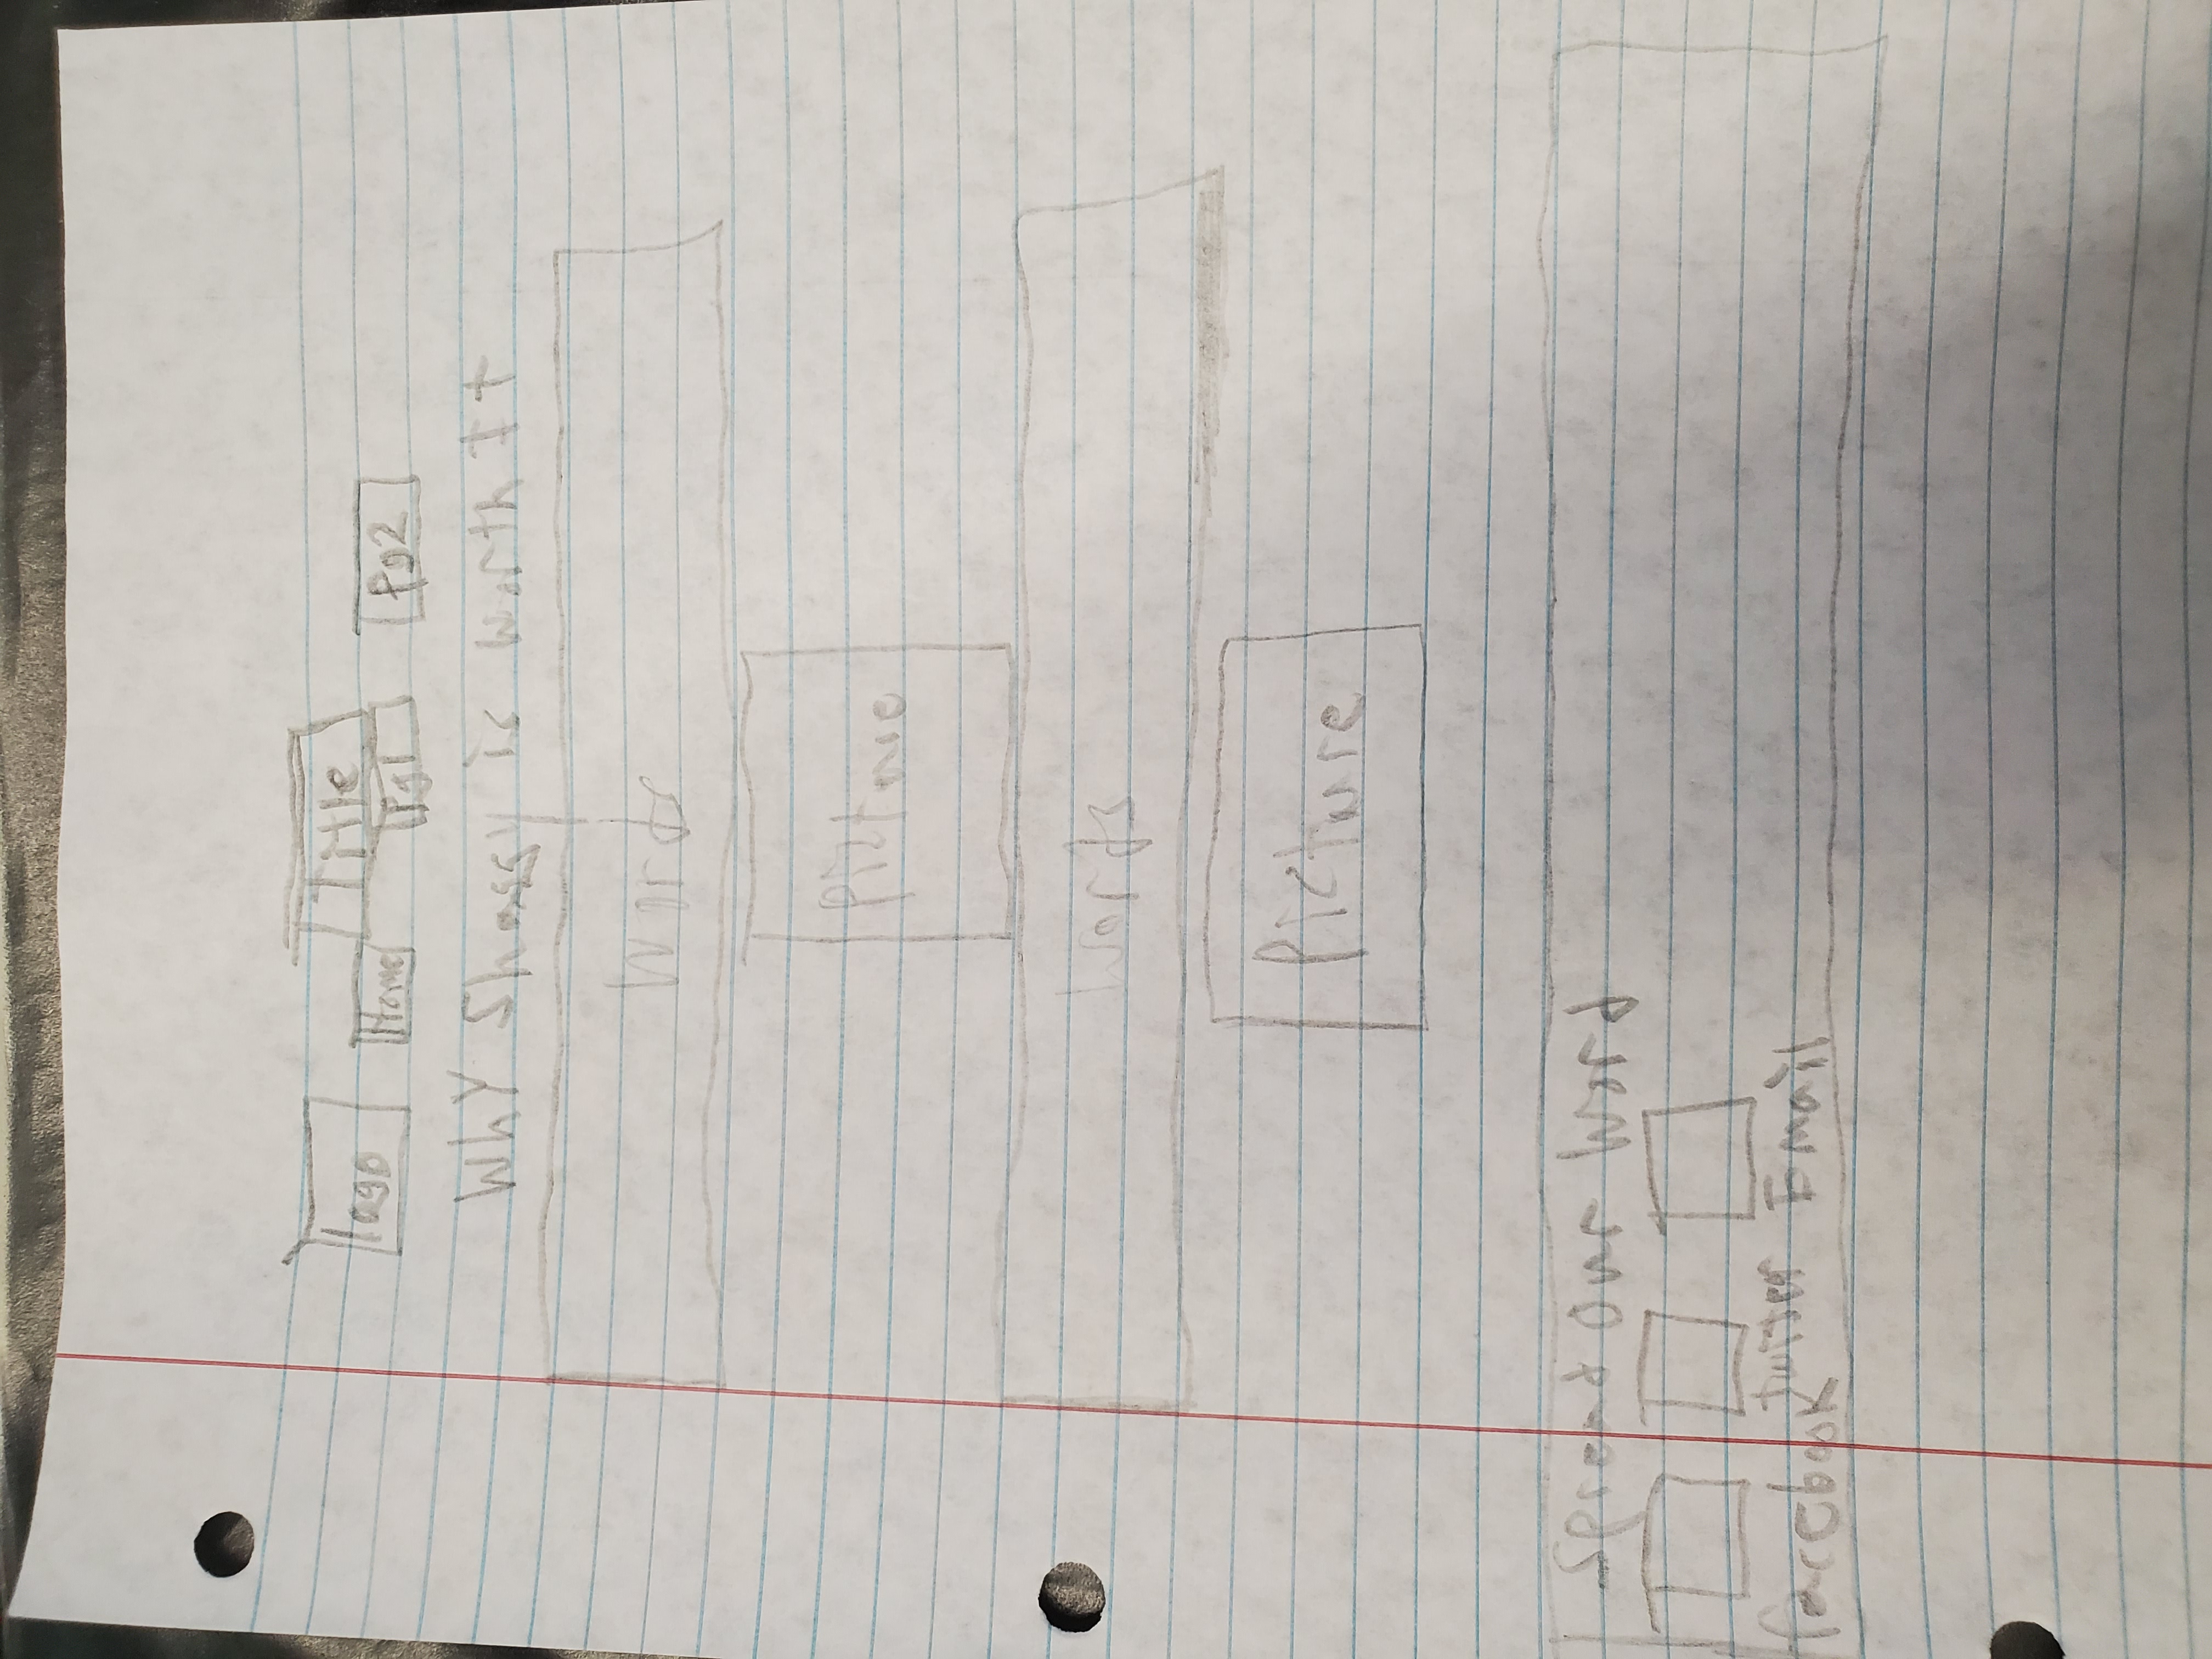 logo
Title
Home
Pg1
Pg2
WhY Shaggy is Worth It
Words
Picture
Words
Picture
Spread Our Word
facebook
twitter
Email